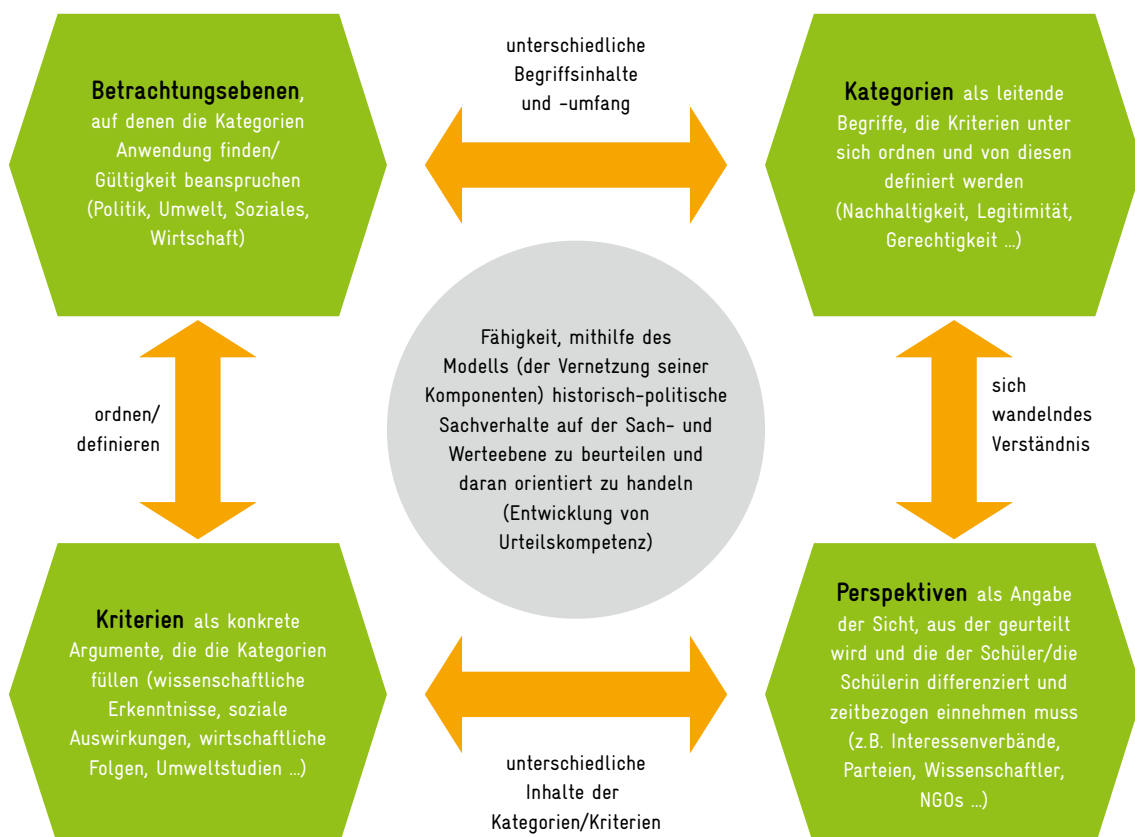 Betrachtungsebenen,
auf denen die Kategorien
Anwendung finden/
Gültigkeit beanspruchen
(Politik, Umwelt, Soziales,
Wirtschaft)
unterschiedliche
Begriffsinhalte
und -umfang
Kategorien als leitende
Begriffe, die Kriterien unter
sich ordnen und von diesen
definiert werden
(Nachhaltigkeit, Legitimität,
Gerechtigkeit ...)
ordnen/
definieren
Fähigkeit, mithilfe des
Modells (der Vernetzung seiner
Komponenten) historisch-politische
Sachverhalte auf der Sach- und
Werteebene zu beurteilen und
daran orientiert zu handeln
(Entwicklung von
Urteilskompetenz)
sich
wandelndes
Verständnis
Kriterien als konkrete
Argumente, die die Kategorien
füllen (wissenschaftliche
Erkenntnisse, soziale
Auswirkungen, wirtschaftliche
Folgen, Umweltstudien ...)
unterschiedliche
Inhalte der
Kategorien/Kriterien
Perspektiven als Angabe
der Sicht, aus der geurteilt
wird und die der Schüler/die
Schülerin differenziert und
zeitbezogen einnehmen muss
(z.B. Interessenverbände,
Parteien, Wissenschaftler,
NGOs ...)